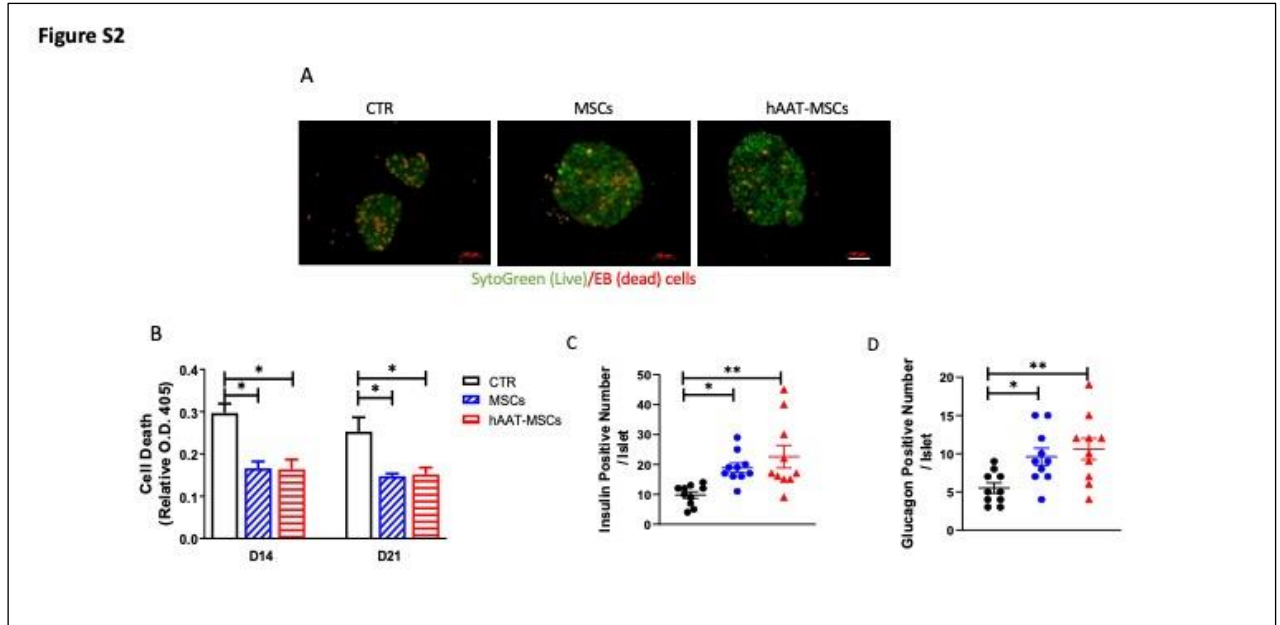 Figure S2
A
CTR MSCs hAAT-MSCs
SytoGreen (Live)/EB (dead) cells
B
Cell Death
(Relative O.D. 405)
0.4
0.3
0.2
0.1
0.0
* * * *
D14 D21
CTR
MSCs
hAAT-MSCs
C
Insulin Positive Number
/ Islet
50
40
30
20
10
0
**
*
D
Glucagon Positive Number
/ Islet
20
15
10
5
0
**
*